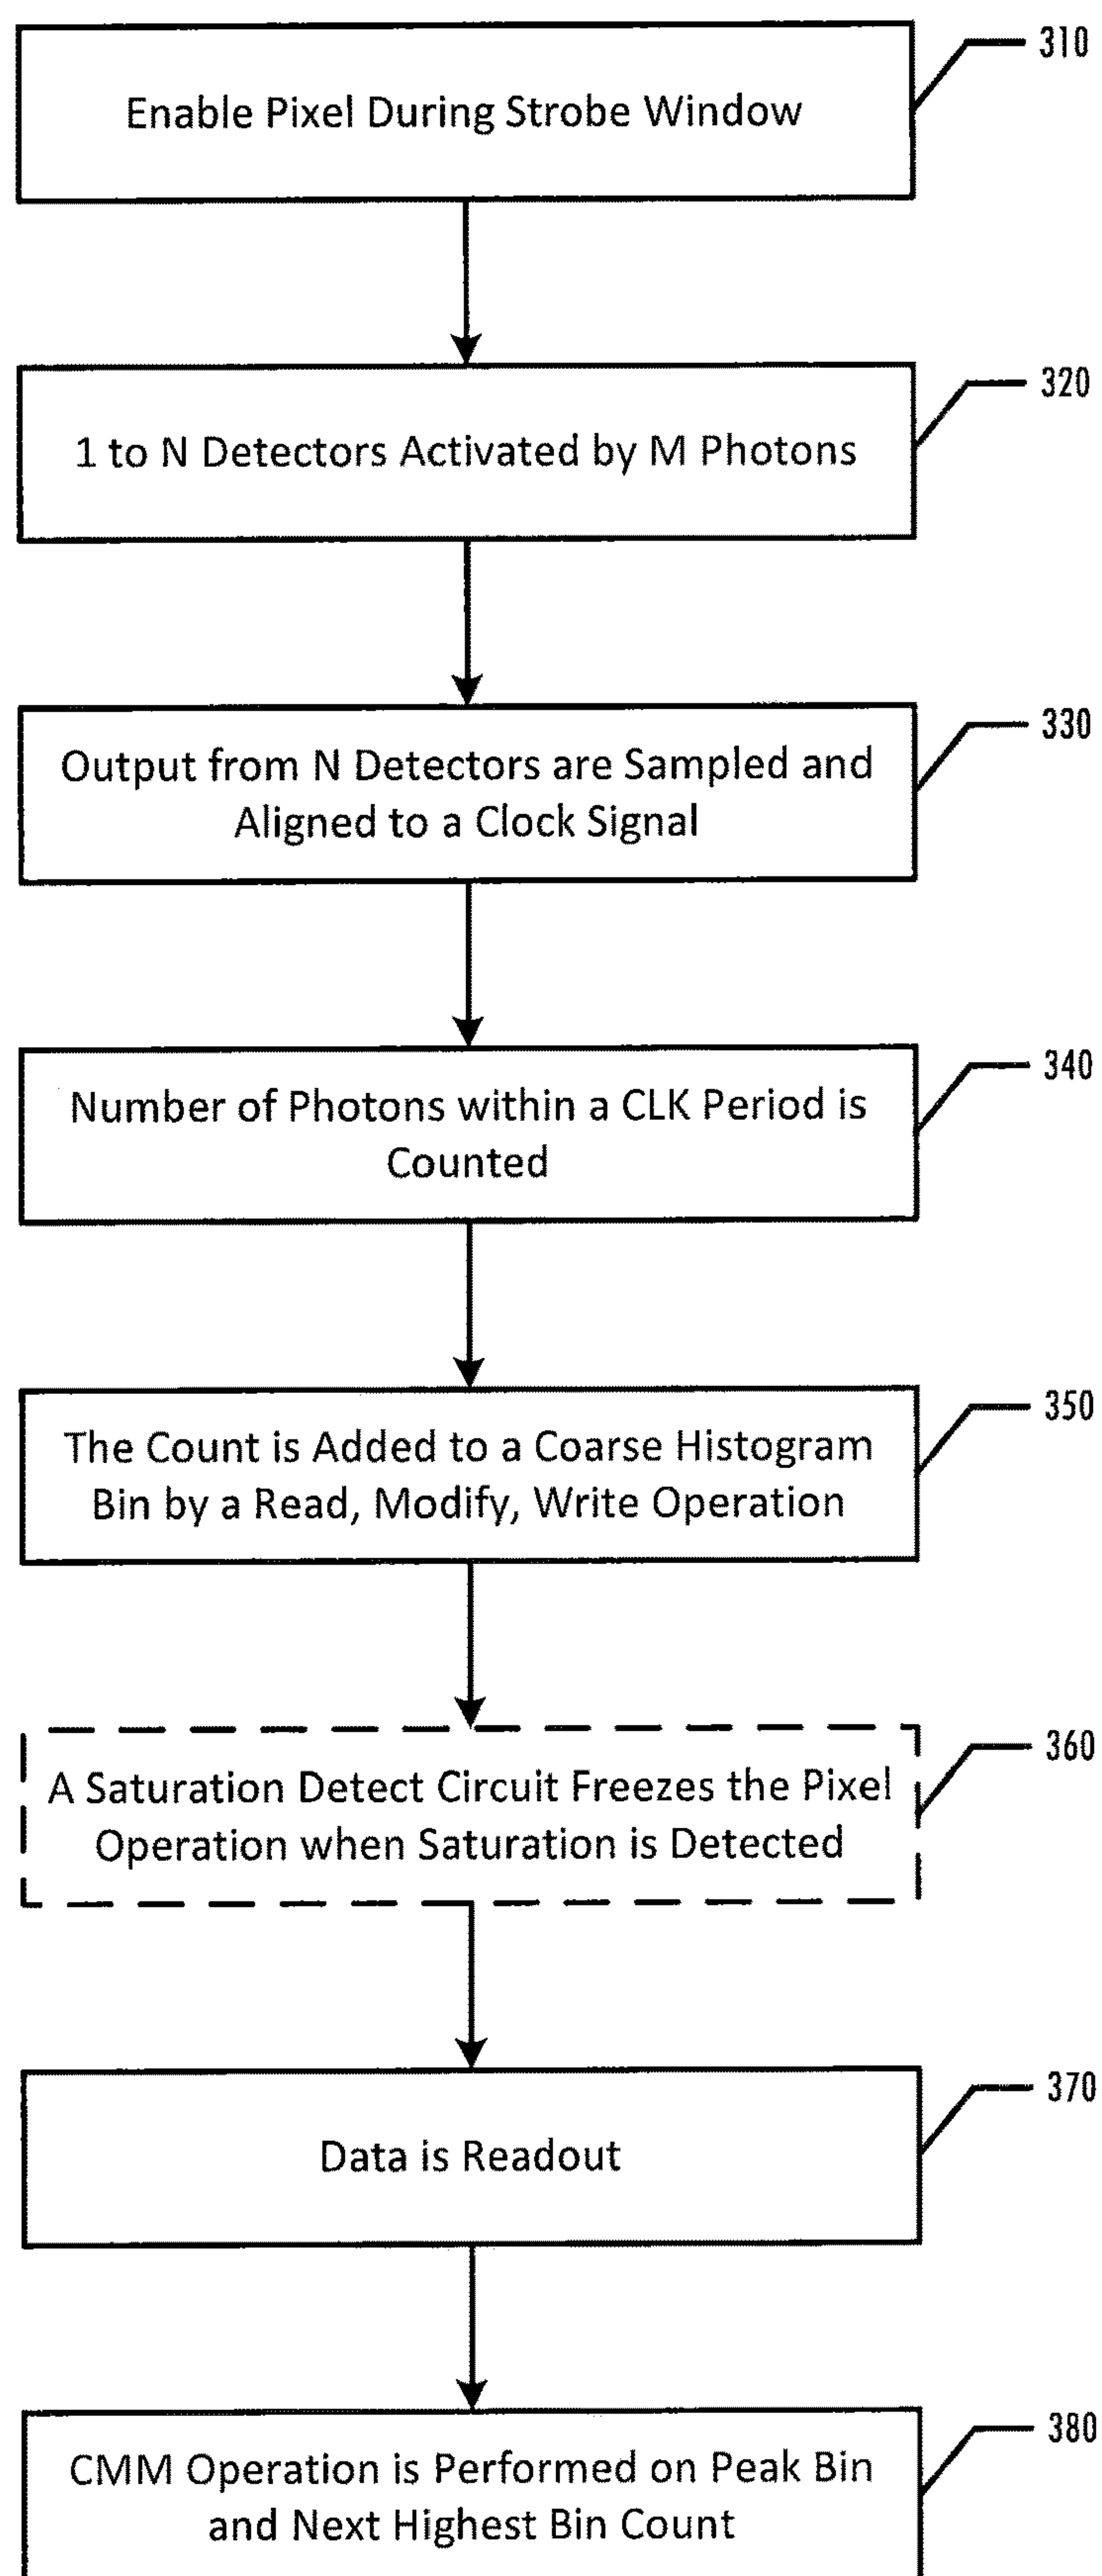 310
Enable Pixel During Strobe Window
320
1 to N Detectors Activated by M Photons
330
Output from N Detectors are Sampled and
Aligned to a Clock Signal
340
Number of Photons within a CLK Period is
Counted
350
The Count is Added to a Coarse Histogram
Bin by a Read, Modify, Write Operation
360
A Saturation Detect Circuit Freezes the Pixel
Operation when Saturation is Detected
370
Data is Readout
380
CMM Operation is Performed on Peak Bin
and Next Highest Bin Count